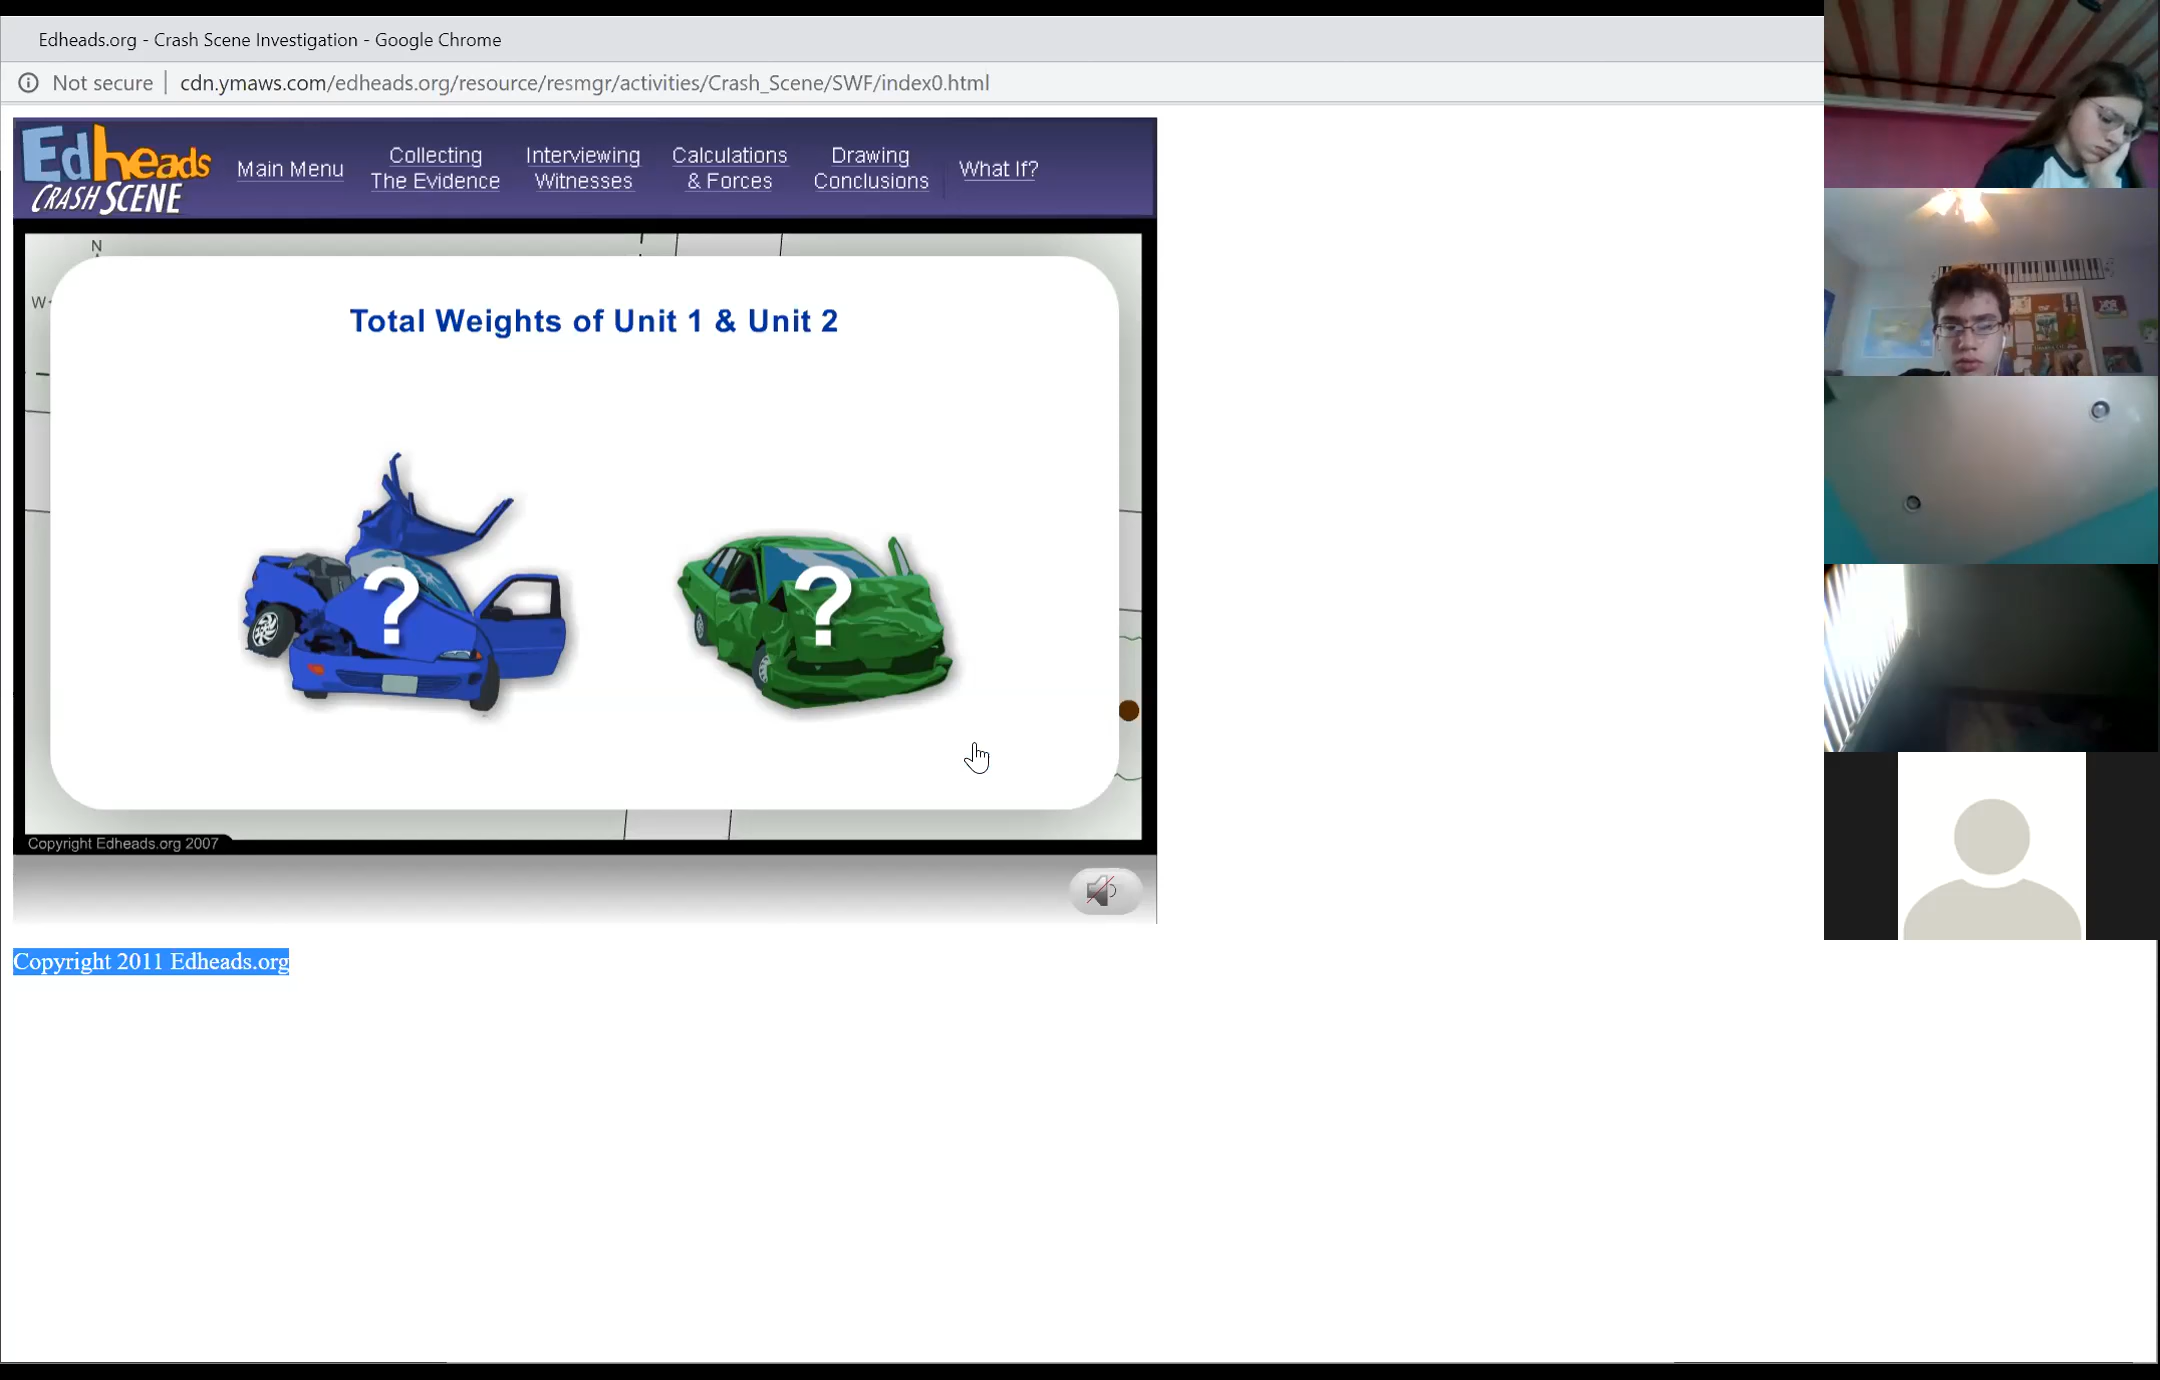 Edheads.org - Crash Scene Investigation - Google Chrome
Not secure
cdn.ymaws.com/edheads.org/resource/resmgr/activities/Crash_Scene/SWF/index0.html
Edheads
CRASH SCENE
Main Menu
Collecting
The Evidence
Interviewing
Witnesses
Calculations
& Forces
Drawing
Conclusions
What If?
N
W
Total Weights of Unit 1 & Unit 2
? ?
Copyright Edheads.org 2007
Copyright 2011 Edheads.org